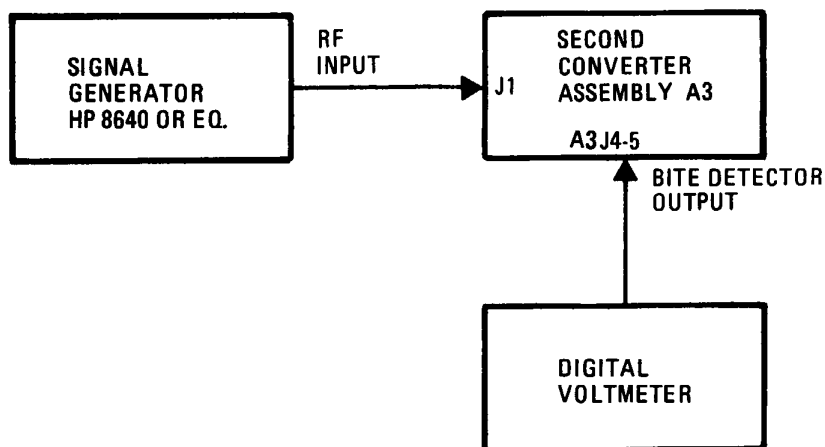 SIGNAL
GENERATOR
HP 8640 OR EQ.
RF
INPUT
J1
SECOND
CONVERTER
ASSEMBLY A3
A3J4-5
BITE DETECTOR
OUTPUT
DIGITAL
VOLTMETER